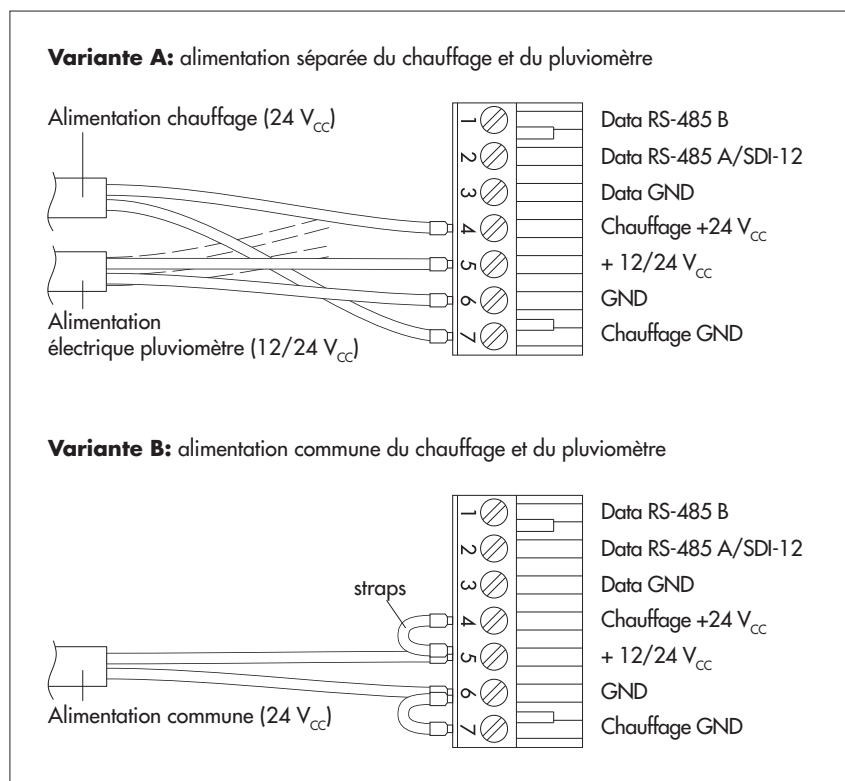 Variante A: alimentation séparée du chauffage et du pluviomètre
Alimentation chauffage (24 VCC)
1 Data RS-485 B
2 Data RS-485 A/SDI-12
3 Data GND
4 Chauffage +24 VCC
5 + 12/24 VCC
6 GND
7 Chauffage GND
Alimentation
électrique pluviomètre (12/24 VCC)
Variante B: alimentation commune du chauffage et du pluviomètre
1 Data RS-485 B
2 Data RS-485 A/SDI-12
3 Data GND
straps
4 Chauffage +24 VCC
5 + 12/24 VCC
6 GND
7 Chauffage GND
Alimentation commune (24 VCC)